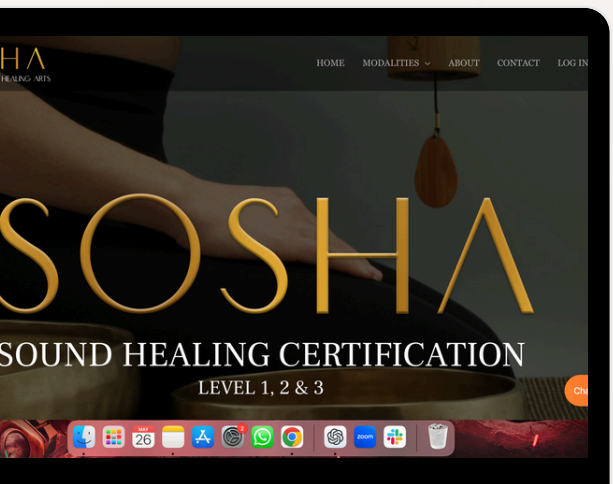 HA
HEALING ARTS
HOME MODALITIES ABOUT CONTACT LOG IN
SOSHA
SOUND HEALING CERTIFICATION
LEVEL 1, 2 & 3
Cha
MAY
26
2
zoom